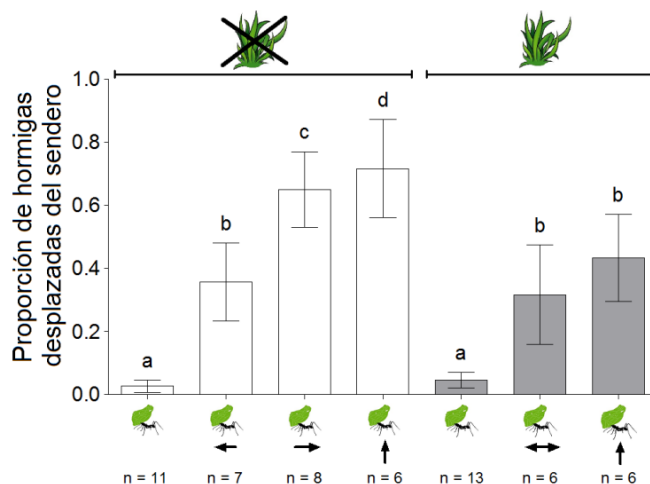 Proporción de hormigas
desplazadas del sendero
1.0
0.8
0.6
0.4
0.2
0.0
a
b
c
d
a
b
b
n = 11
n = 7
n = 8
n = 6
n = 13
n = 6
n = 6